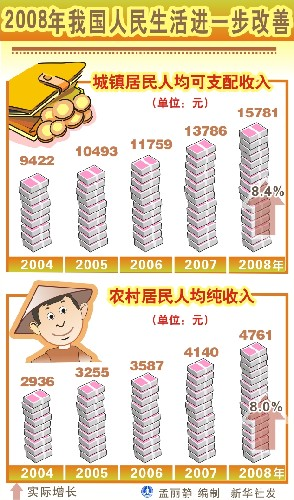 2008年我国人民生活进一步改善
城镇居民人均可支配收入
(单位：元)
9422 10493 11759 13786 15781
8.4%
2004 2005 2006 2007 2008年
农村居民人均纯收入
(单位：元)
2936 3255 3587 4140 4761
8.0%
2004 2005 2006 2007 2008年
实际增长 孟丽静 编制 新华社发